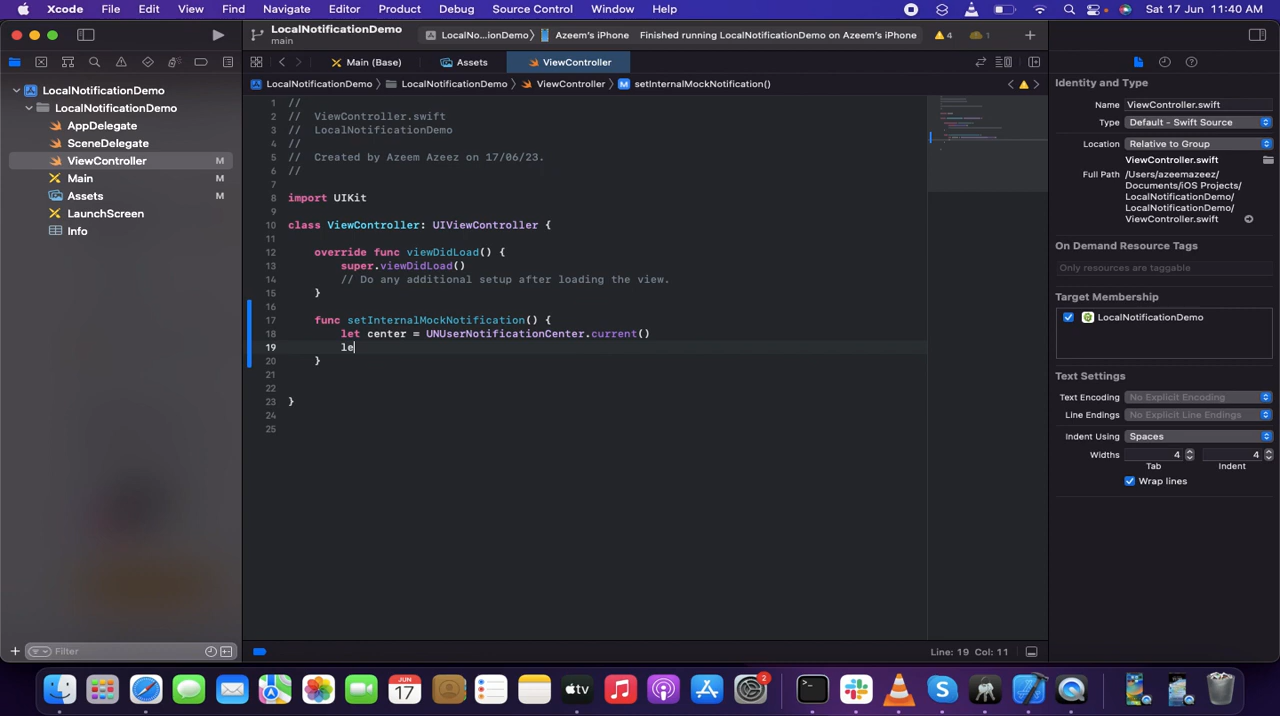 Xcode File Edit View Find Navigate Editor Product Debug Source Control Window Help Sat 17 Jun 11:40 AM
LocalNotificationDemo
main
LocalNo...ionDemo 〉 Azeem's iPhone Finished running LocalNotificationDemo on Azeem's iPhone 4 1
Main (Base) Assets ViewController
LocalNotificationDemo 〉 LocalNotificationDemo 〉 ViewController 〉 M setInternalMockNotification()
LocalNotificationDemo
LocalNotificationDemo
AppDelegate
SceneDelegate
ViewController M
Main M
Assets M
LaunchScreen
Info
Filter
1 //
2 // ViewController.swift
3 // LocalNotificationDemo
4 //
5 // Created by Azeem Azeez on 17/06/23.
6 //
7
8 import UIKit
9
10 class ViewController: UIViewController {
11
12 override func viewDidLoad() {
13 super.viewDidLoad()
14 // Do any additional setup after loading the view.
15 }
16
17 func setInternalMockNotification() {
18 let center = UNUserNotificationCenter.current()
19 le
20 }
21
22
23 }
24
25
Line: 19 Col: 11
Identity and Type
Name ViewController.swift
Type Default - Swift Source
Location Relative to Group
ViewController.swift
Full Path /Users/azeemazeez/
Documents/iOS Projects/
LocalNotificationDemo/
LocalNotificationDemo/
ViewController.swift
On Demand Resource Tags
Only resources are taggable
Target Membership
LocalNotificationDemo
Text Settings
Text Encoding No Explicit Encoding
Line Endings No Explicit Line Endings
Indent Using Spaces
Widths 4 4
Tab Indent
Wrap lines
JUN
17
tv
2